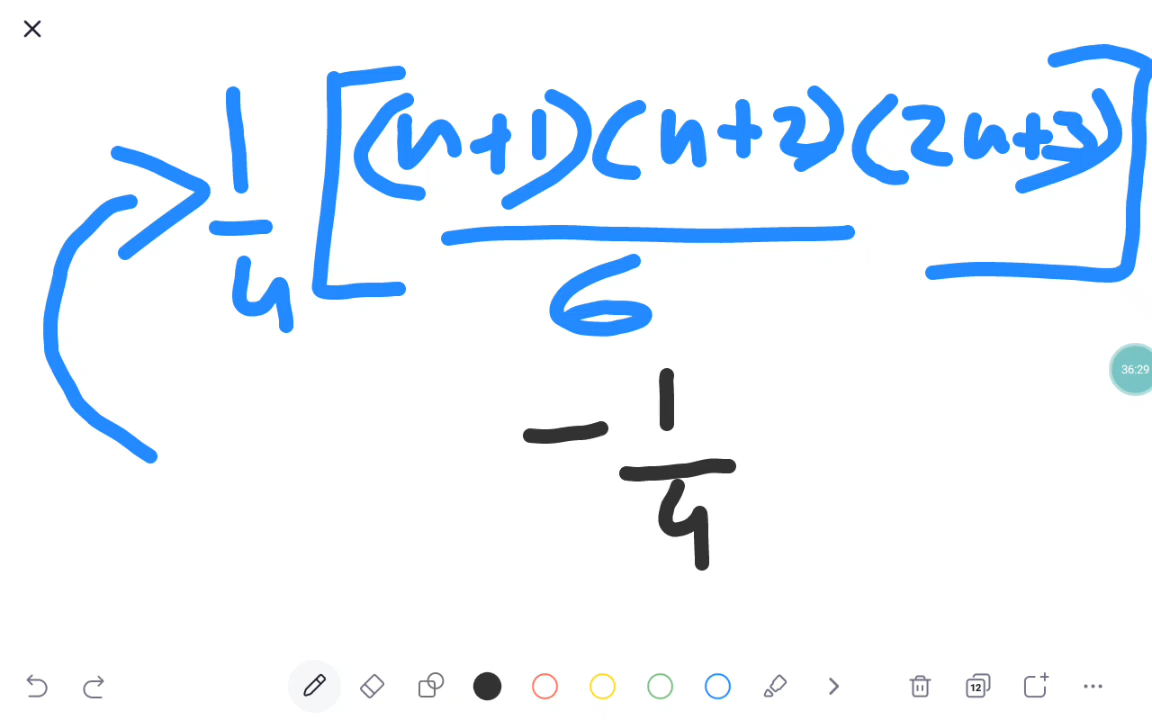 1/4 [(n+1)(n+2)(2n+3)/6]
- 1/4
36:29
12